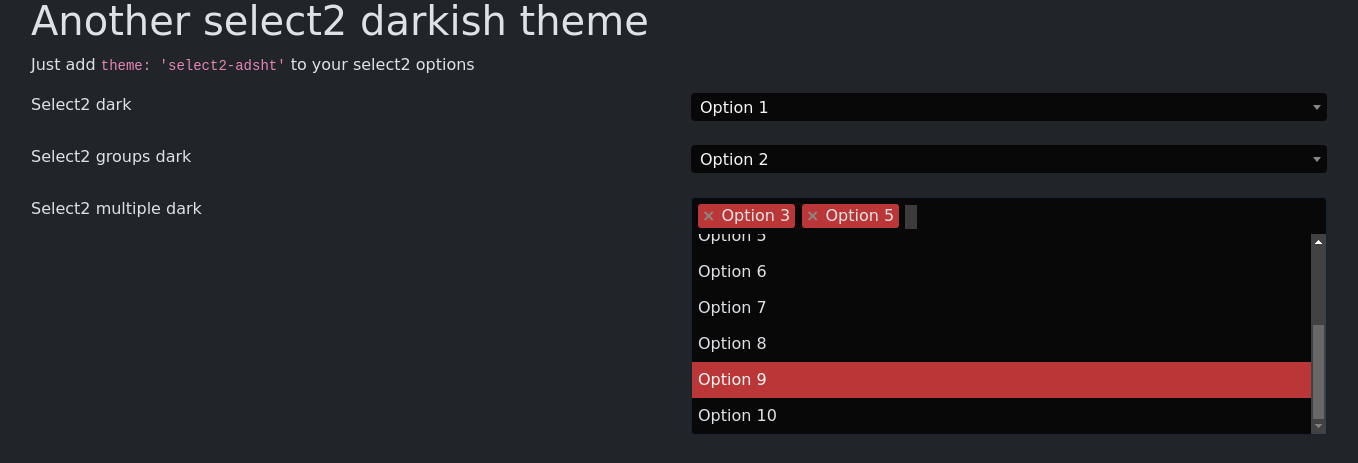 Another select2 darkish theme
Just add theme: 'select2-adsht' to your select2 options
Select2 dark
Option 1
Select2 groups dark
Option 2
Select2 multiple dark
× Option 3 × Option 5
Option 5
Option 6
Option 7
Option 8
Option 9
Option 10